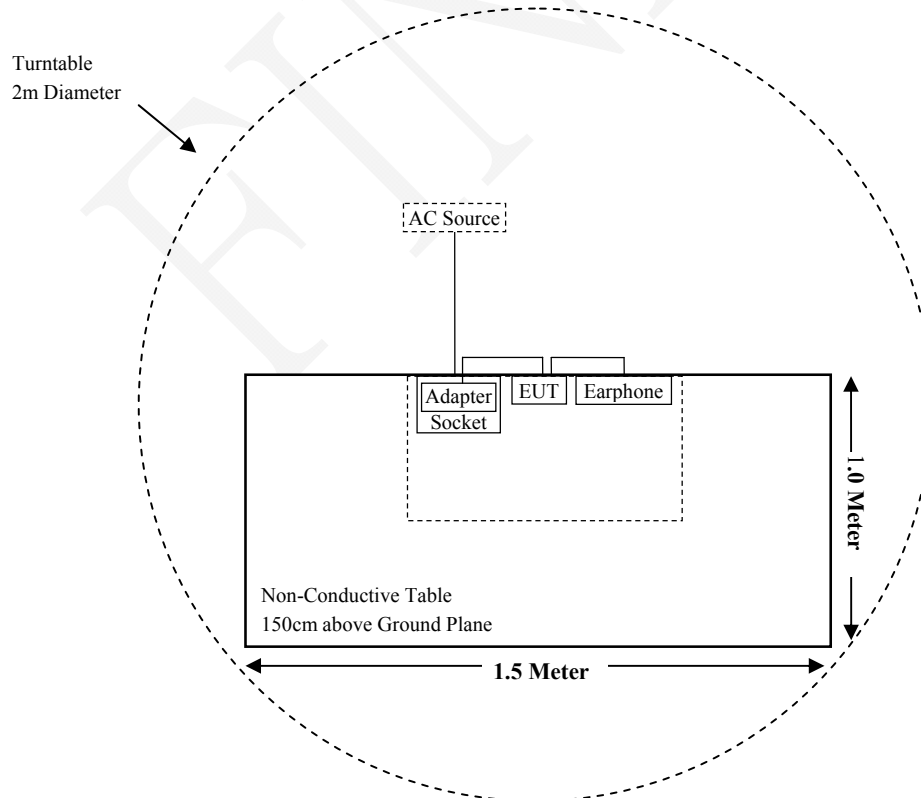 Turntable
2m Diameter
AC Source
Adapter
Socket
EUT
Earphone
1.0 Meter
Non-Conductive Table
150cm above Ground Plane
1.5 Meter